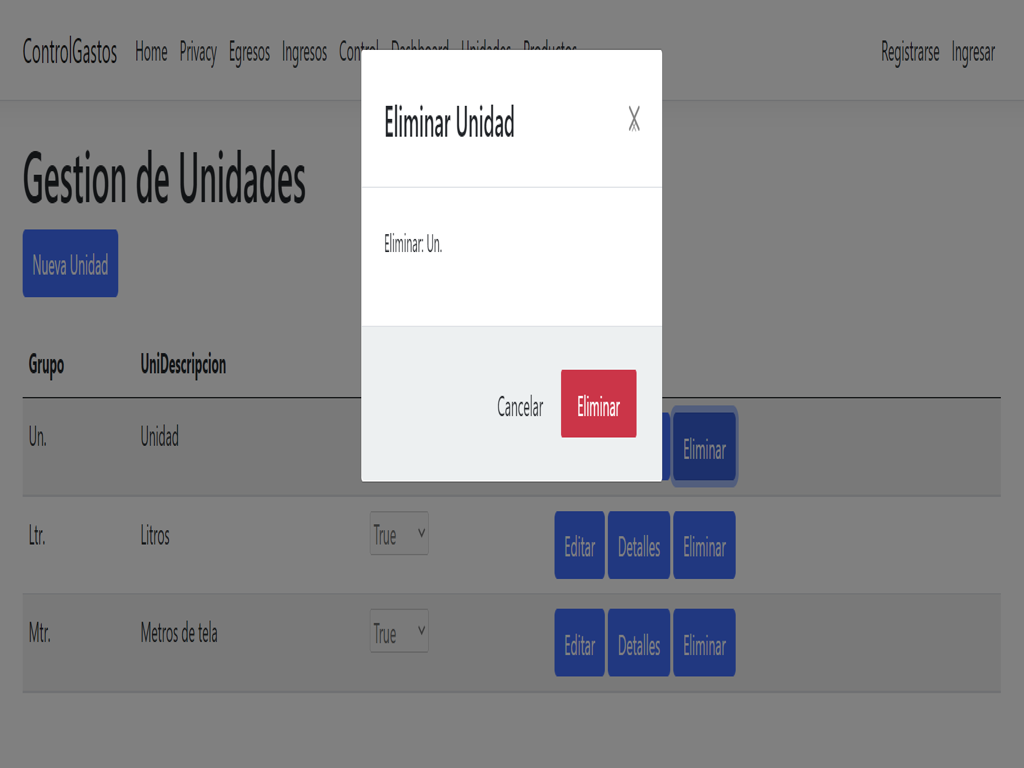 ControlGastos Home Privacy Egresos Ingresos Control Dashboard Unidades Productos Registrarse Ingresar
Eliminar Unidad
Gestion de Unidades
Eliminar: Un.
Nueva Unidad
Grupo UniDescripcion
Cancelar Eliminar
Un. Unidad Eliminar
Ltr. Litros True Editar Detalles Eliminar
Mtr. Metros de tela True Editar Detalles Eliminar